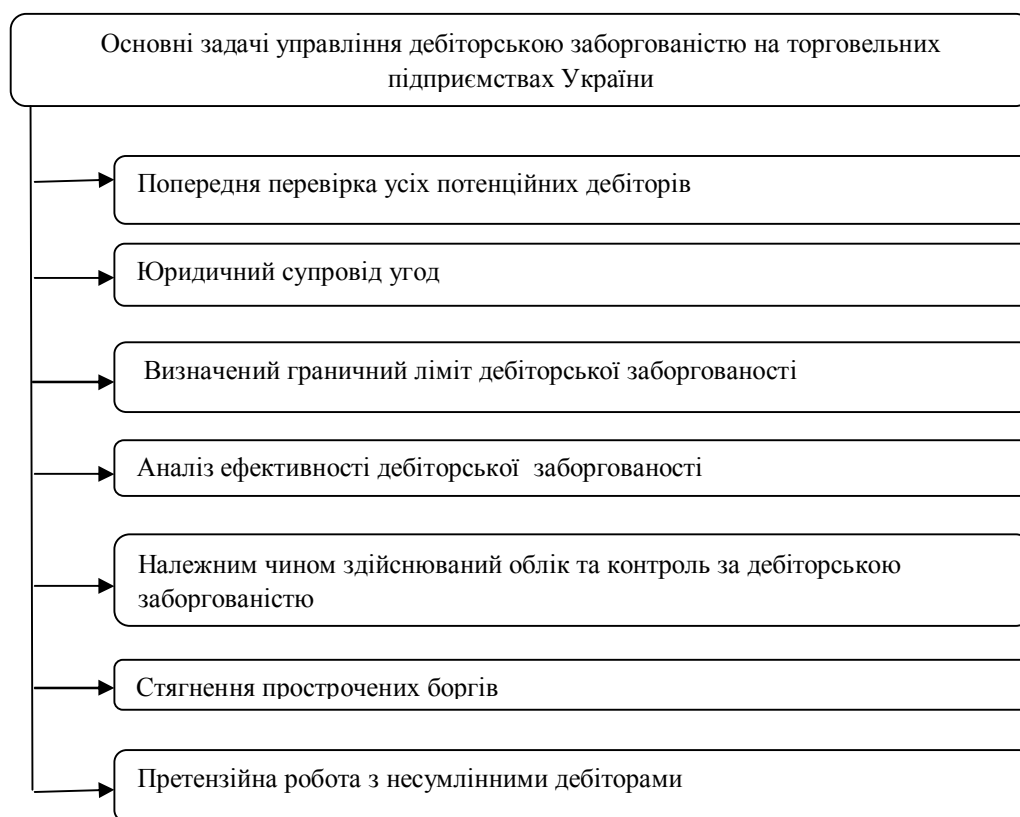 Основні задачі управління дебіторською заборгованістю на торговельних
підприємствах України
Попередня перевірка усіх потенційних дебіторів
Юридичний супровід угод
Визначений граничний ліміт дебіторської заборгованості
Аналіз ефективності дебіторської заборгованості
Належним чином здійснюваний облік та контроль за дебіторською
заборгованістю
Стягнення прострочених боргів
Претензійна робота з несумлінними дебіторами